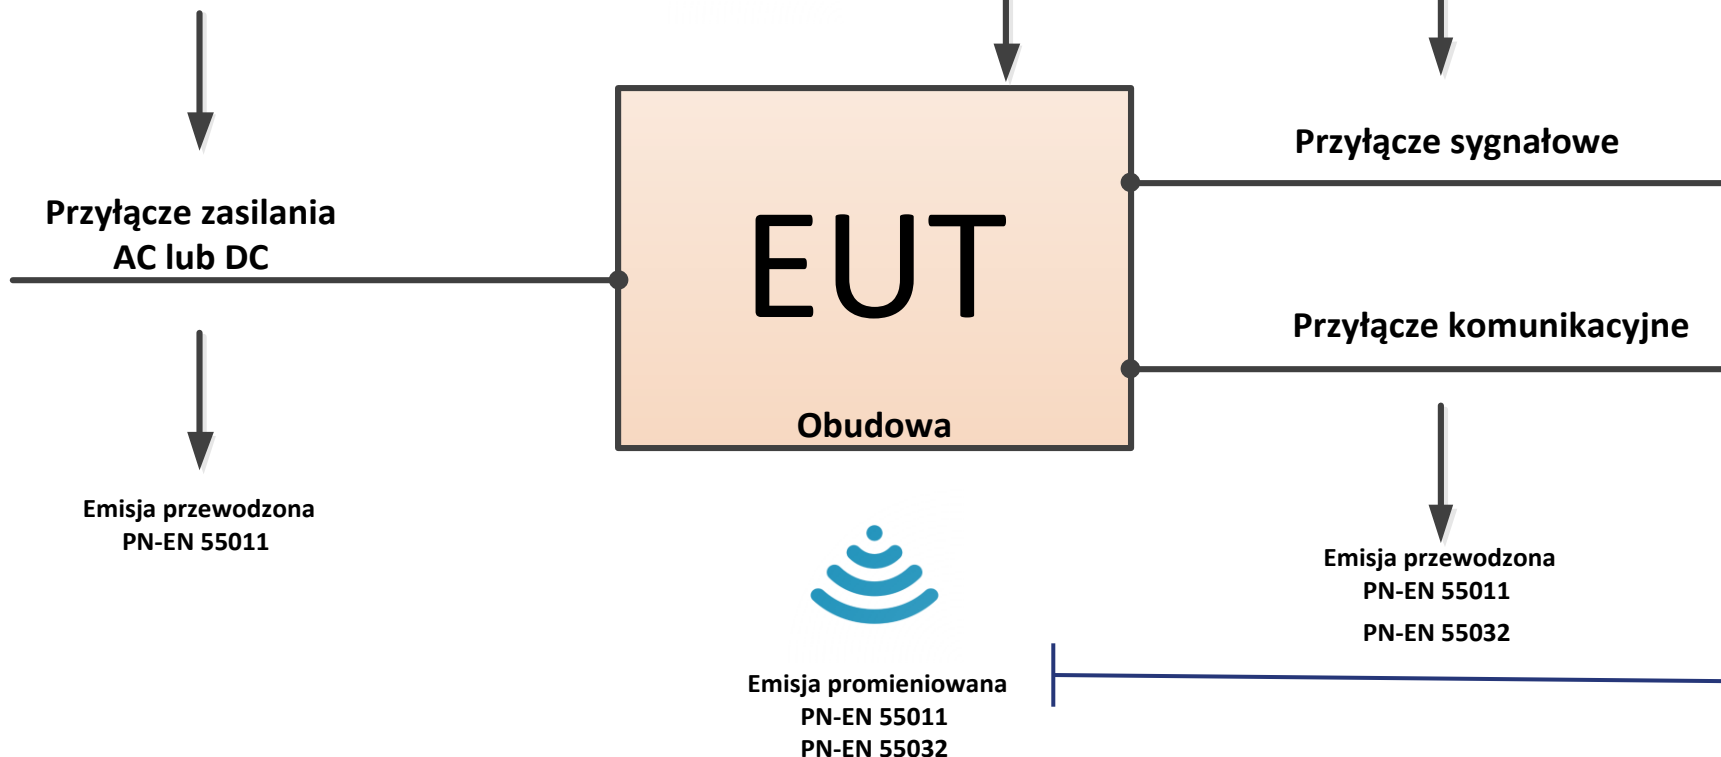 Przyłącze sygnałowe
Przyłącze zasilania
AC lub DC
EUT
Przyłącze komunikacyjne
Obudowa
Emisja przewodzona
PN-EN 55011
Emisja przewodzona
PN-EN 55011
PN-EN 55032
Emisja promieniowana
PN-EN 55011
PN-EN 55032